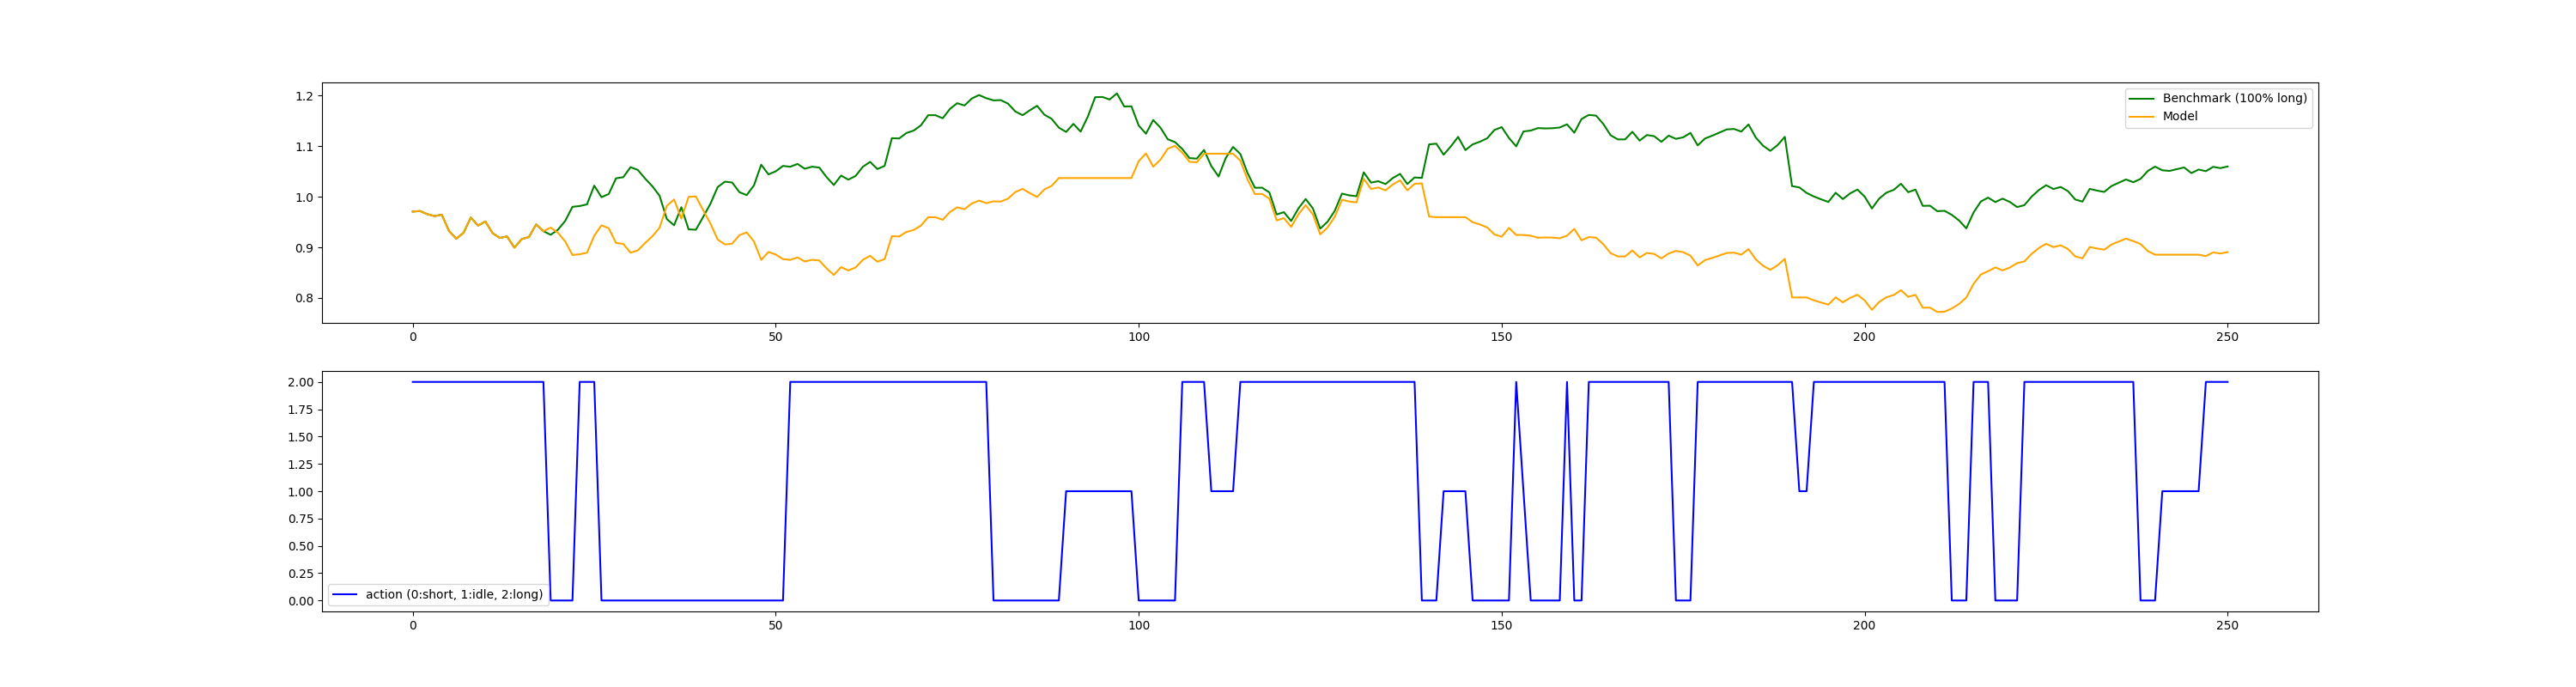 1.2
1.1
1.0
0.9
0.8
Benchmark (100% long)
Model
0 50 100 150 200 250
2.00
1.75
1.50
1.25
1.00
0.75
0.50
0.25
0.00
action (0:short, 1:idle, 2:long)
0 50 100 150 200 250